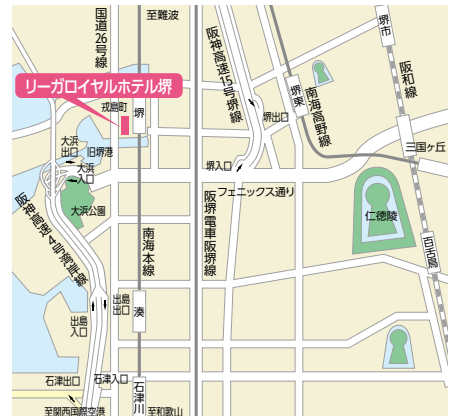 国道26号線
至難波
阪神高速15号堺線
堺市
阪和線
リーガロイヤルホテル堺
戎島町
堺
堺出口
堺東
南海高野線
大浜
出口
旧堺港
三国ヶ丘
大浜
入口
堺入口
フェニックス通り
大浜公園
仁徳陵
阪神高速4号湾岸線
南海本線
阪堺電車阪堺線
百舌鳥
出島
出口
湊
出島
入口
石津出口
石津入口
石津川
至関西国際空港
至和歌山